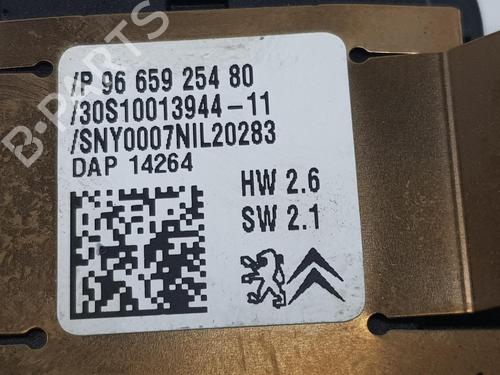 /P 96 659 254 80
/30S10013944-11
/SNY0007NIL20283
DAP 14264
HW 2.6
SW 2.1
B-PARTS